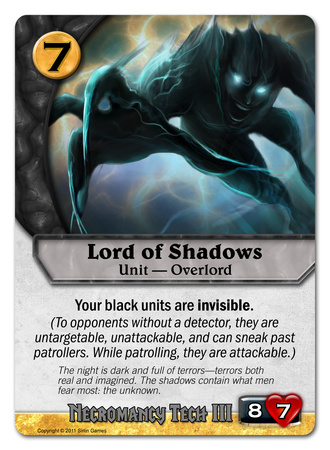 7
Lord of Shadows
Unit — Overlord
Your black units are invisible.
(To opponents without a detector, they are
untargetable, unattackable, and can sneak past
patrollers. While patrolling, they are attackable.)
The night is dark and full of terrors—terrors both
real and imagined. The shadows contain what men
fear most: the unknown.
Necromancy Tech III
8 7
Copyright © 2011 Sirlin Games